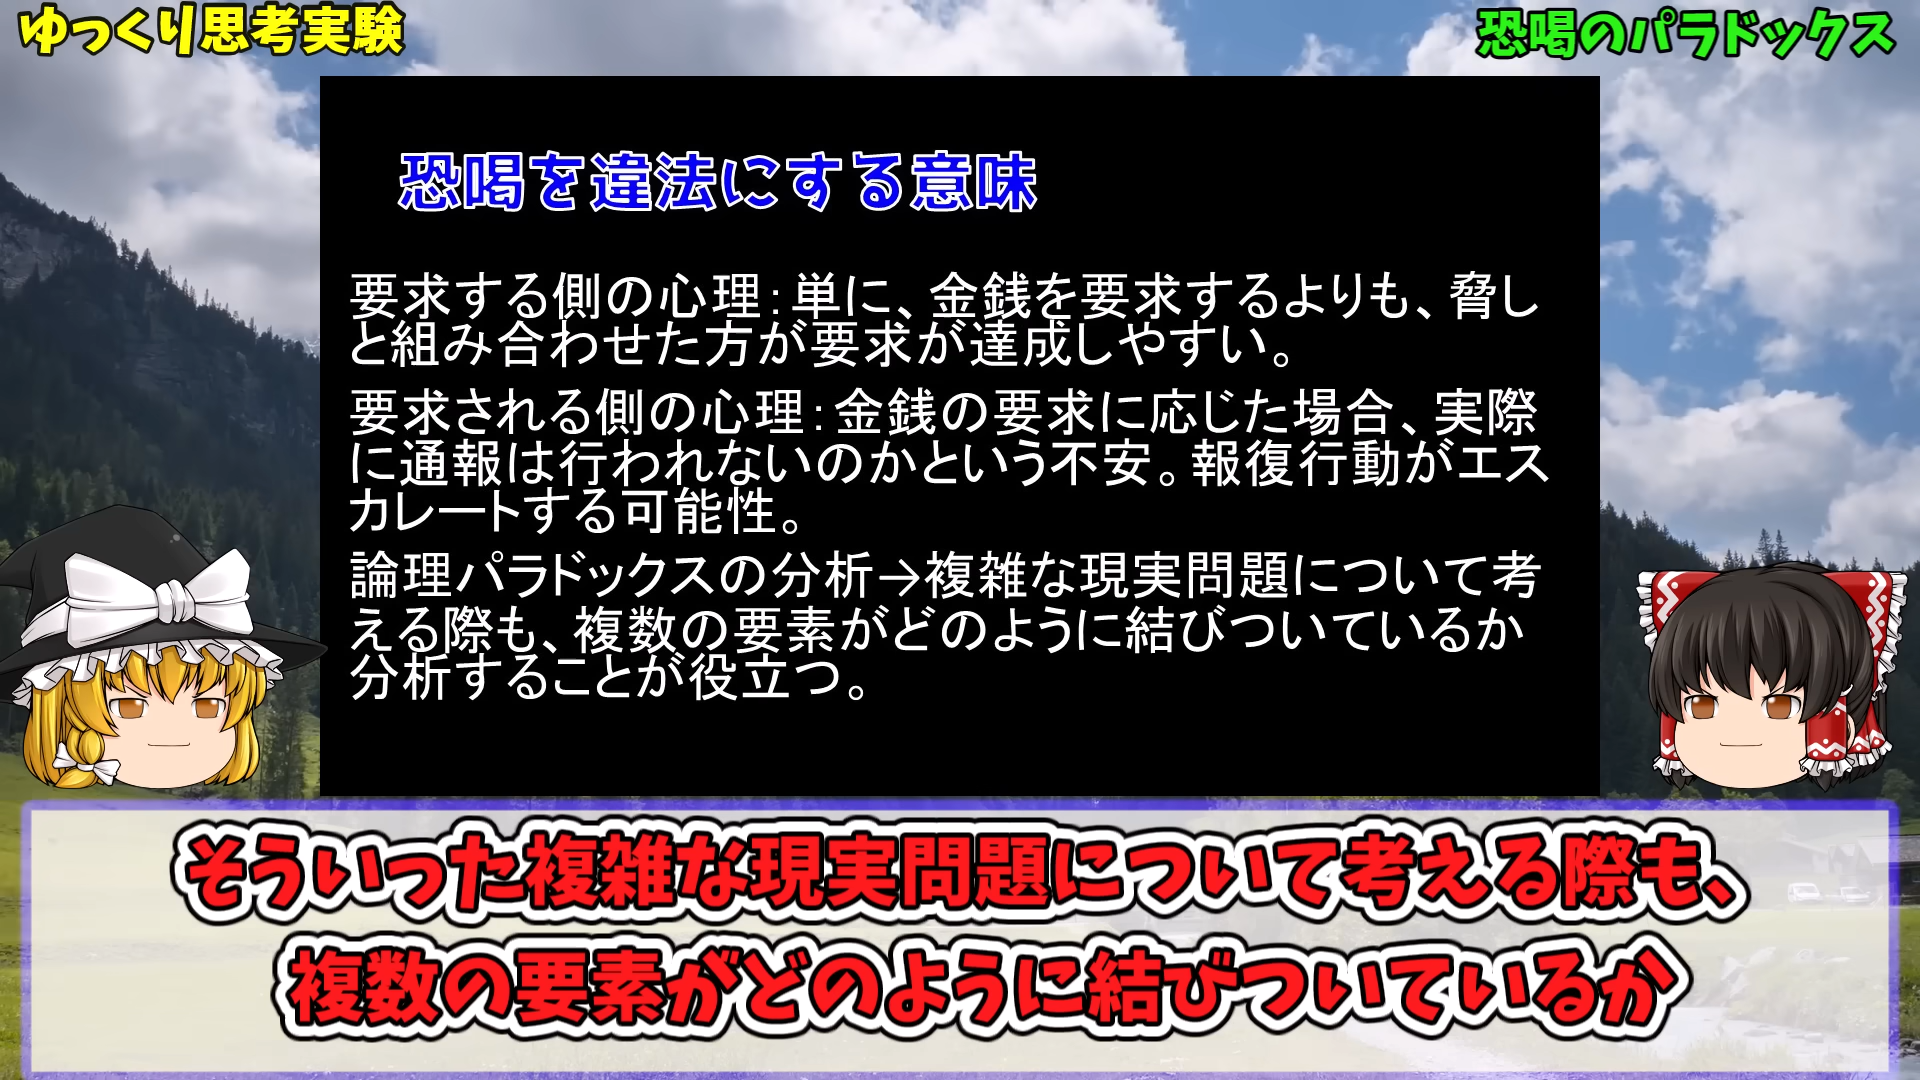 ゆっくり思考実験
恐喝のパラドックス
恐喝を違法にする意味
要求する側の心理：単に、金銭を要求するよりも、脅し
と組み合わせた方が要求が達成しやすい。
要求される側の心理：金銭の要求に応じた場合、実際
に通報は行われないのかという不安。報復行動がエス
カレートする可能性。
論理パラドックスの分析→複雑な現実問題について考
える際も、複数の要素がどのように結びついているか
分析することが役立つ。
そういった複雑な現実問題について考える際も、
複数の要素がどのように結びついているか